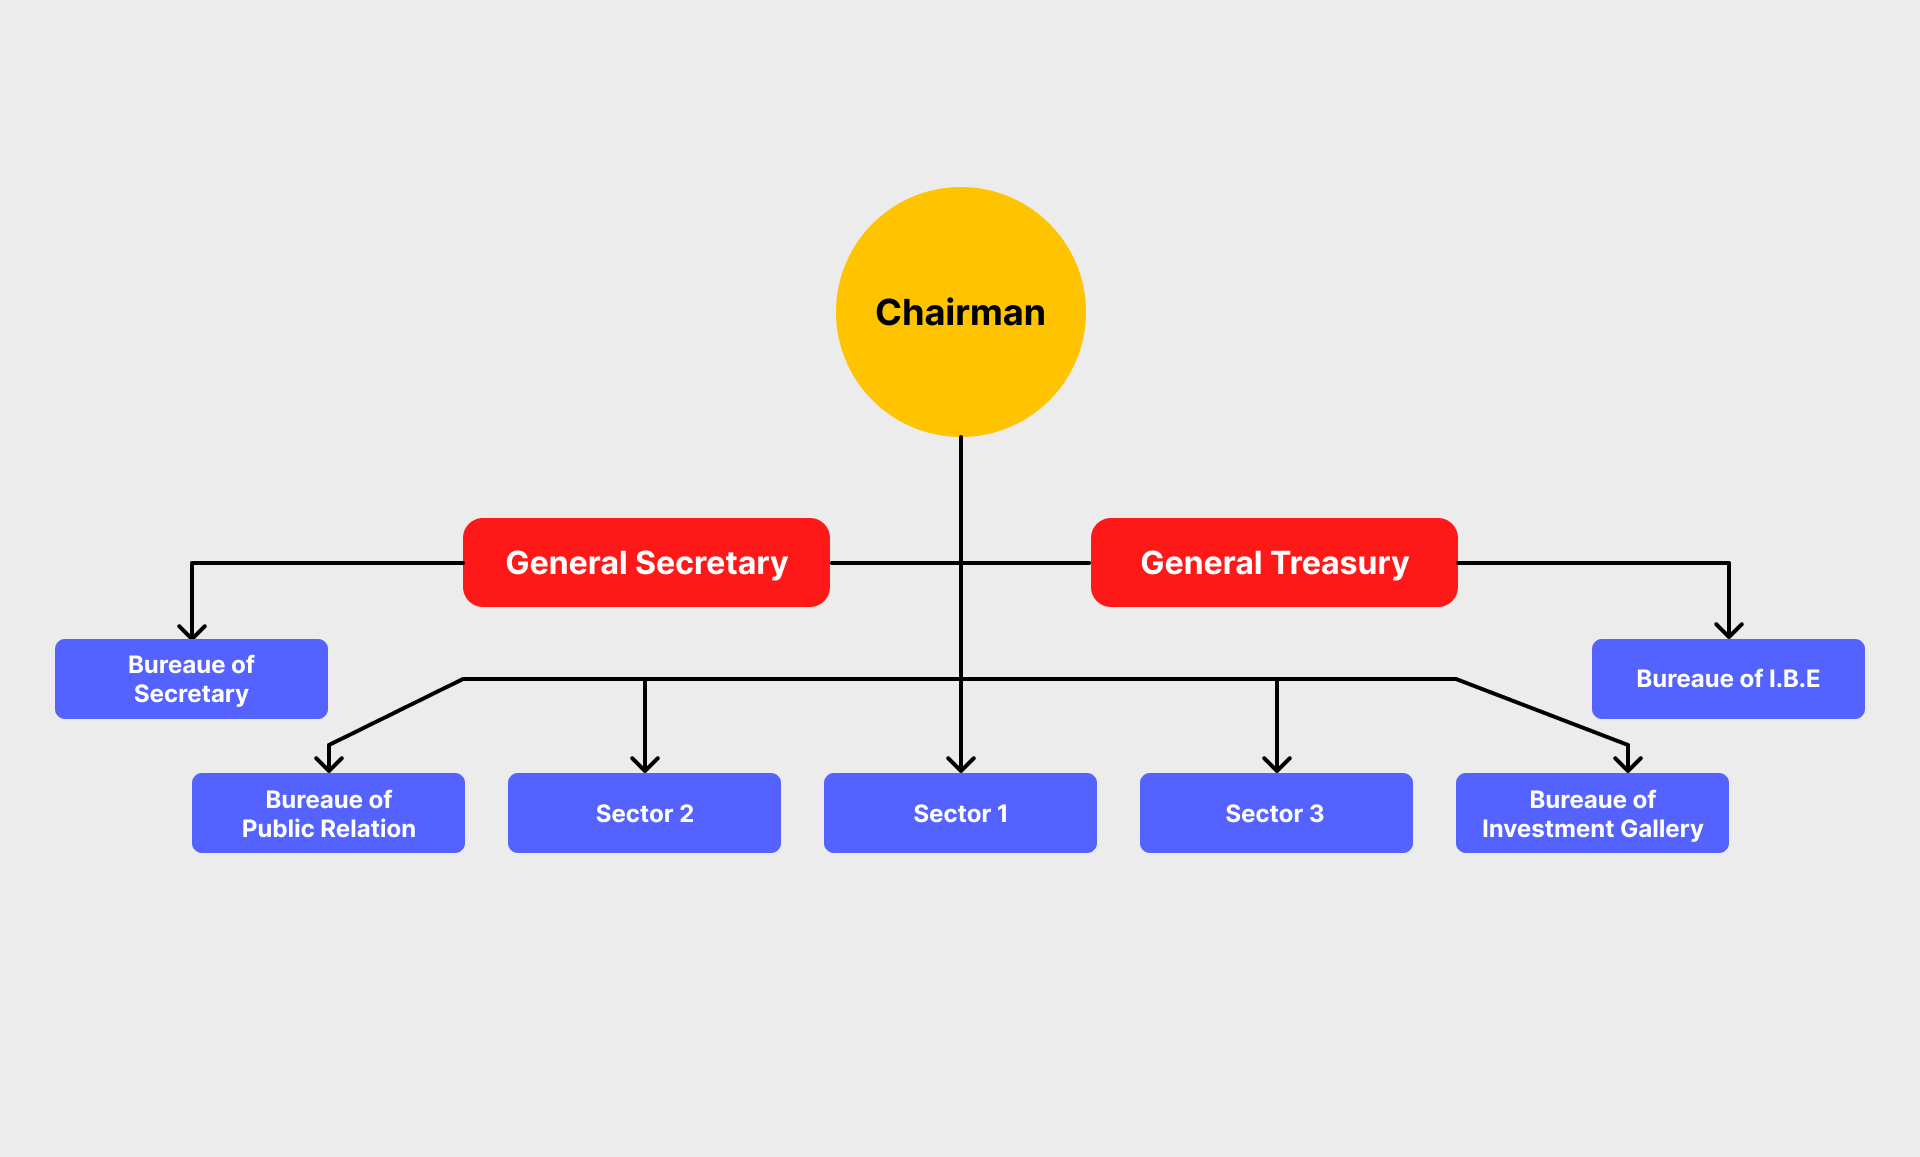 Chairman
General Secretary
General Treasury
Bureaue of
Secretary
Bureaue of I.B.E
Bureaue of
Public Relation
Sector 2
Sector 1
Sector 3
Bureaue of
Investment Gallery